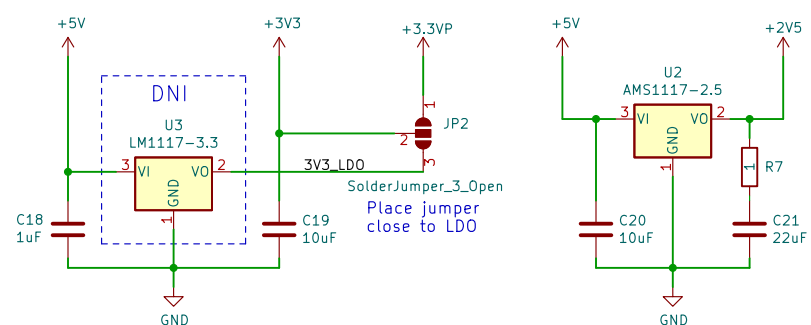 +5V
+3V3
+3.3VP
+5V
+2V5
DNI
U3
LM1117-3.3
3
VI
VO
2
GND
1
3V3_LDO
1
JP2
2
3
SolderJumper_3_Open
Place jumper
close to LDO
C18
1uF
C19
10uF
GND
U2
AMS1117-2.5
3
VI
VO
2
GND
1
1
R7
C20
10uF
C21
22uF
GND